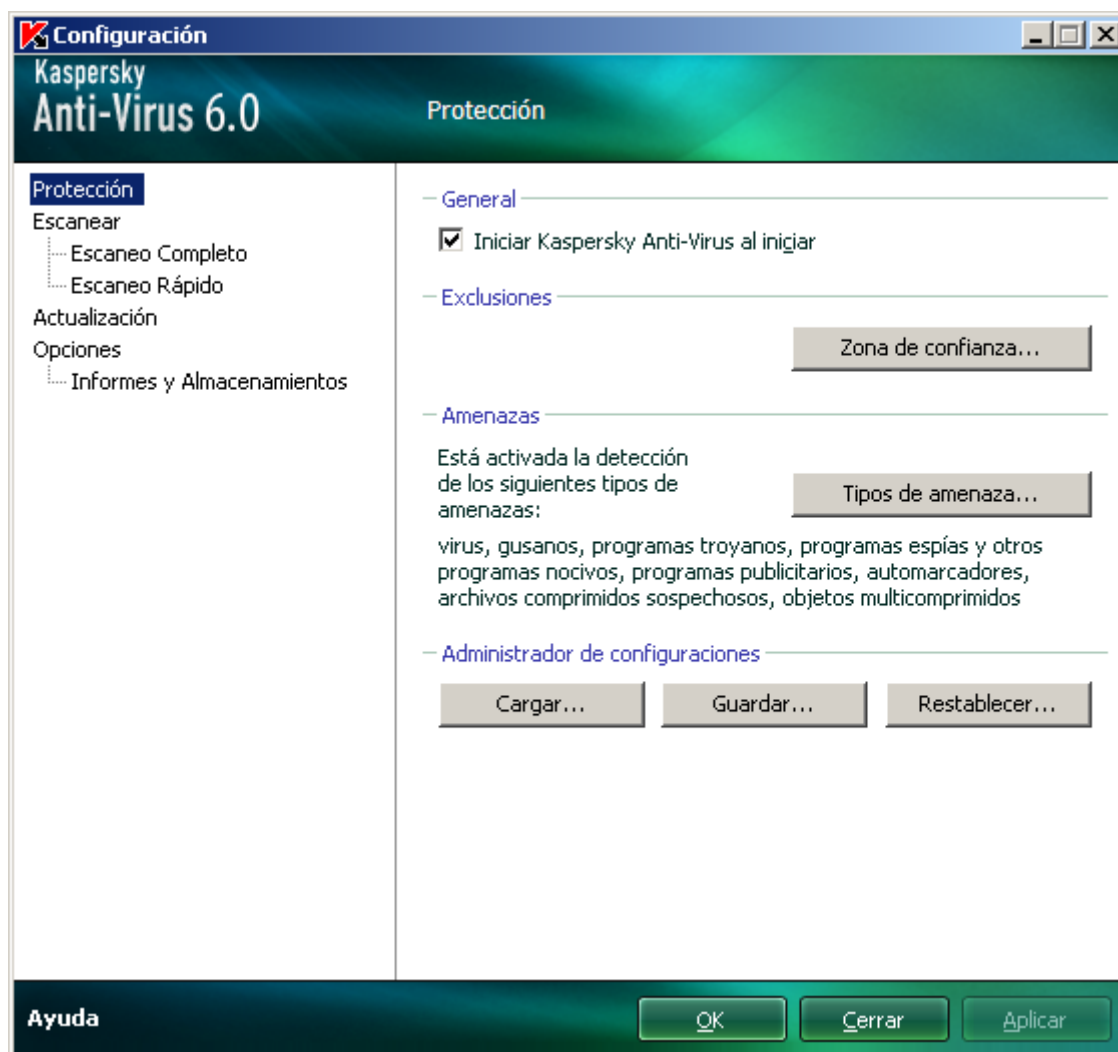 Configuración
Kaspersky
Anti-Virus 6.0
Protección
Protección
Escanear
Escaneo Completo
Escaneo Rápido
Actualización
Opciones
Informes y Almacenamientos
General
Iniciar Kaspersky Anti-Virus al iniciar
Exclusiones
Zona de confianza...
Amenazas
Está activada la detección
de los siguientes tipos de
amenazas:
Tipos de amenaza...
virus, gusanos, programas troyanos, programas espías y otros
programas nocivos, programas publicitarios, automarcadores,
archivos comprimidos sospechosos, objetos multicomprimidos
Administrador de configuraciones
Cargar...
Guardar...
Restablecer...
Ayuda
OK
Cerrar
Aplicar